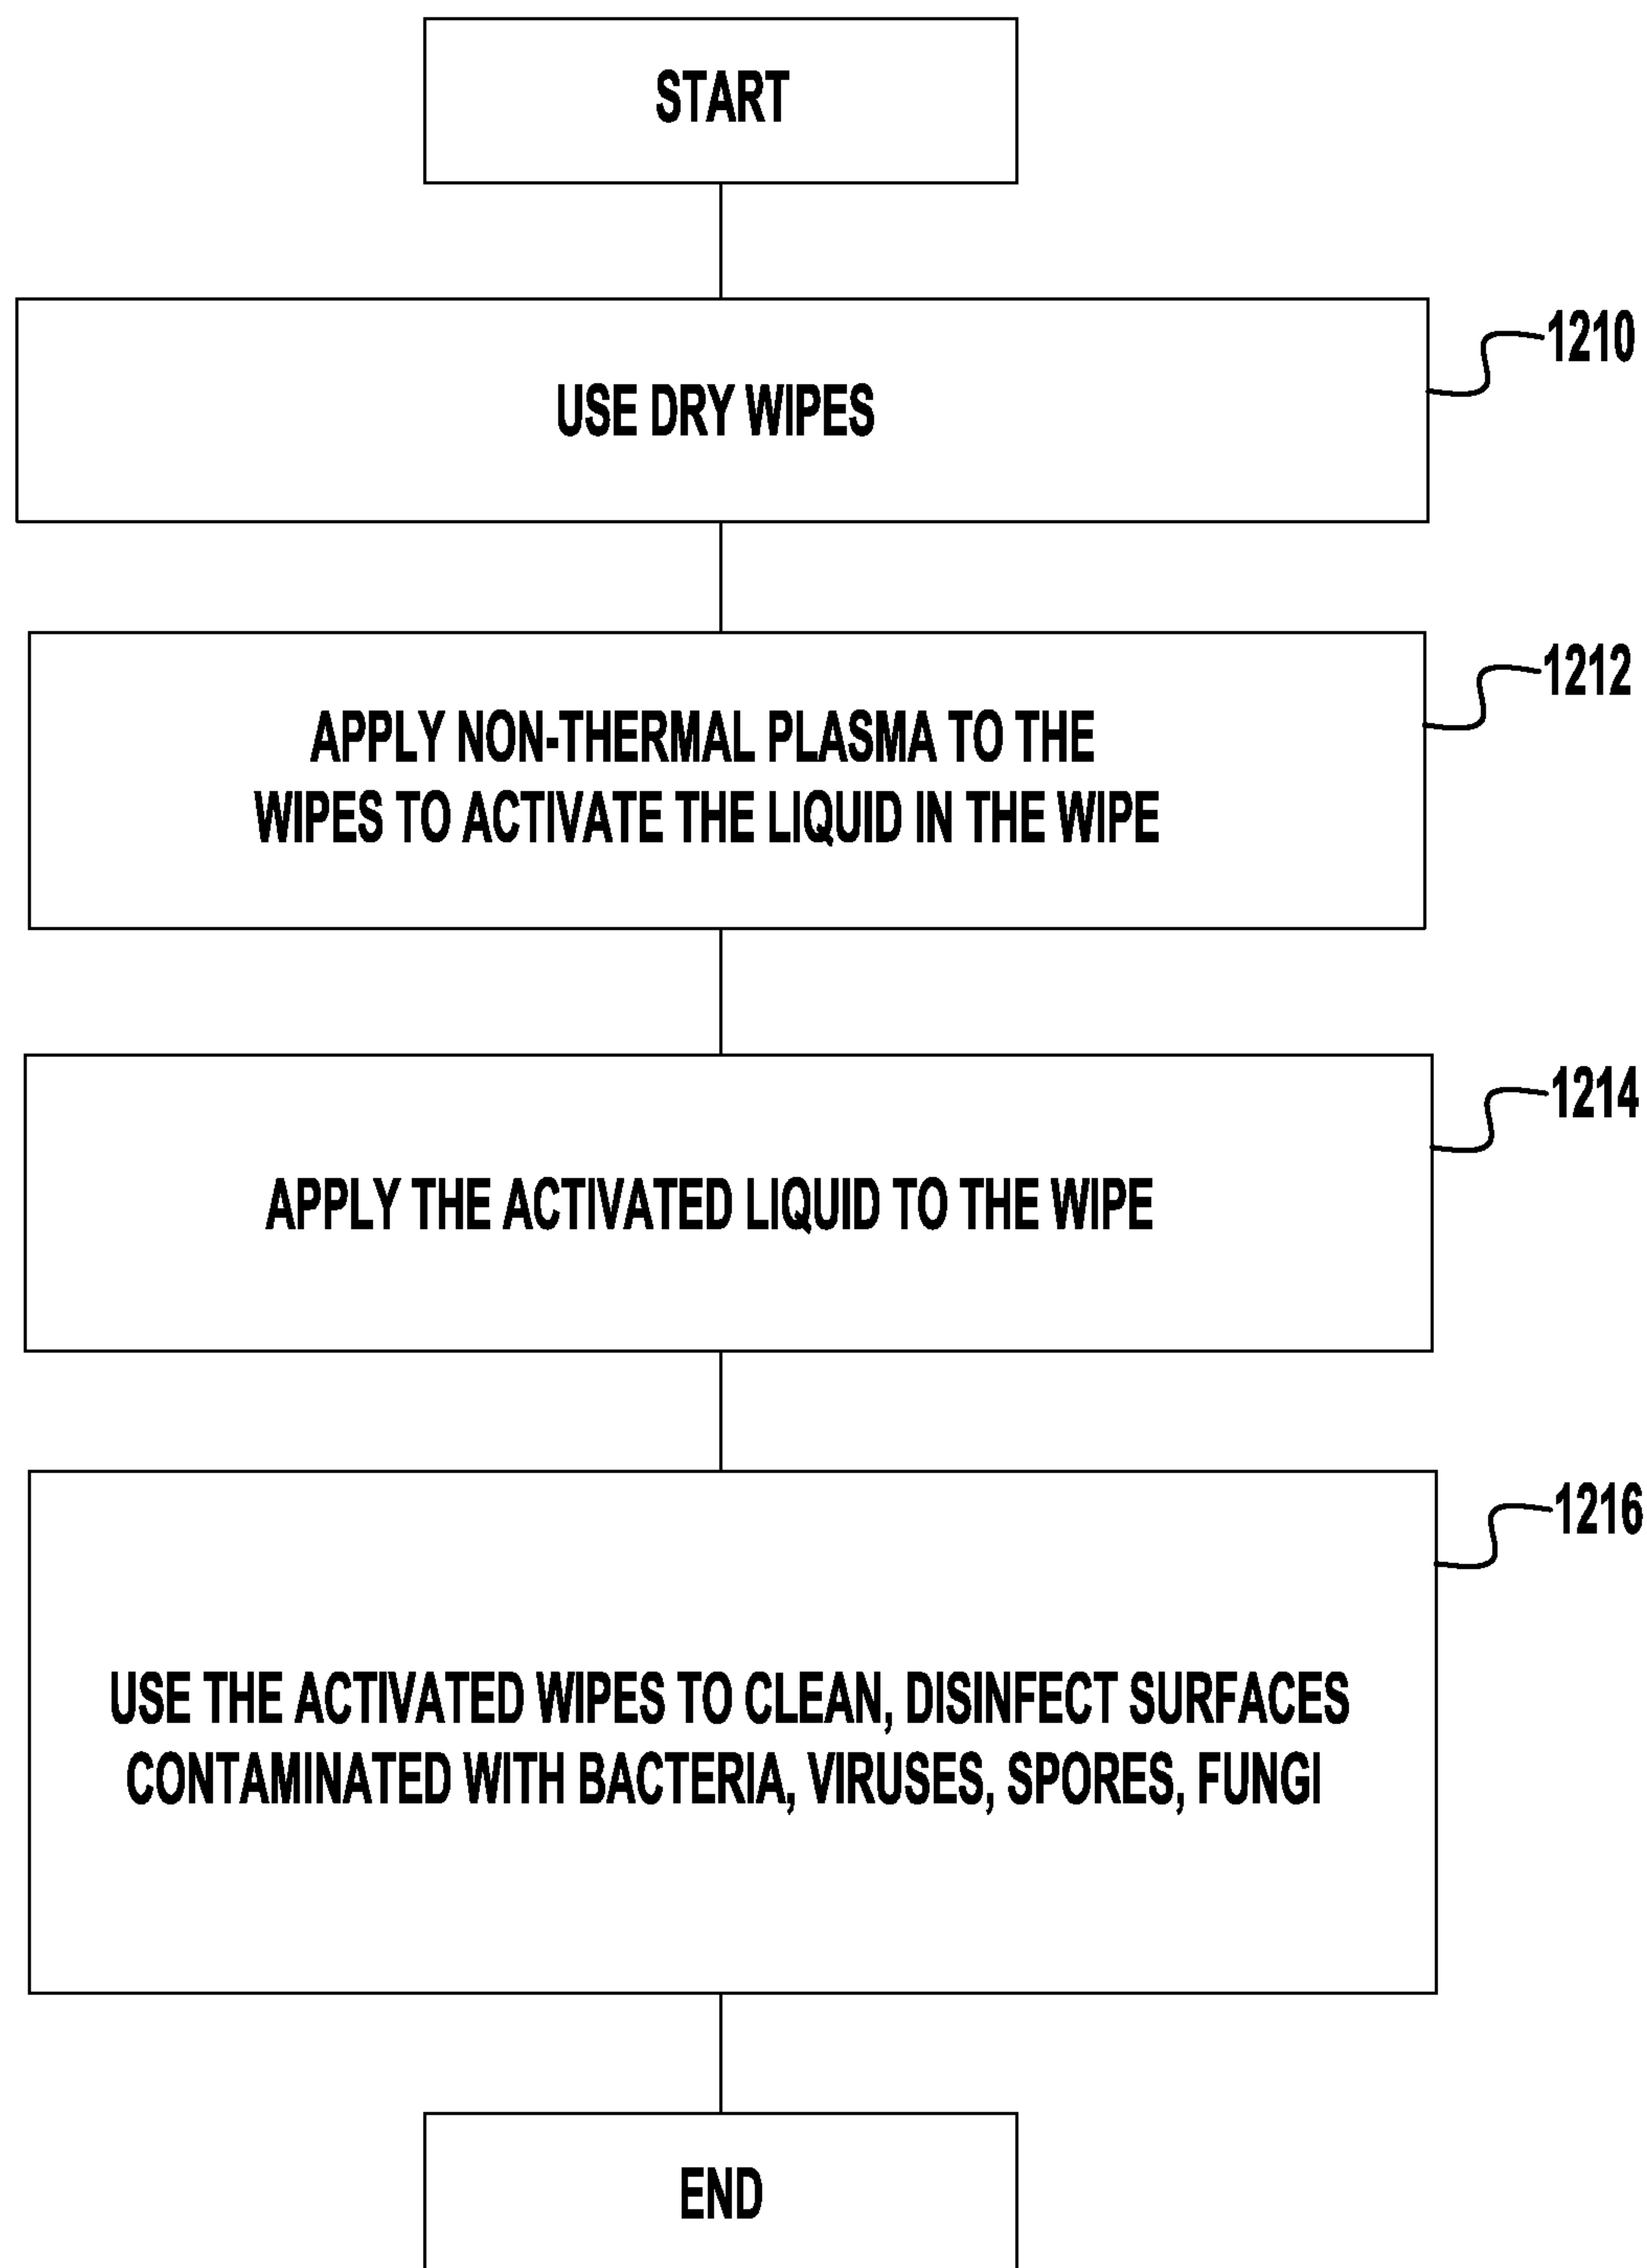 START
USE DRY WIPES
1210
APPLY NON-THERMAL PLASMA TO THE
WIPES TO ACTIVATE THE LIQUID IN THE WIPE
1212
APPLY THE ACTIVATED LIQUID TO THE WIPE
1214
USE THE ACTIVATED WIPES TO CLEAN, DISINFECT SURFACES
CONTAMINATED WITH BACTERIA, VIRUSES, SPORES, FUNGI
1216
END